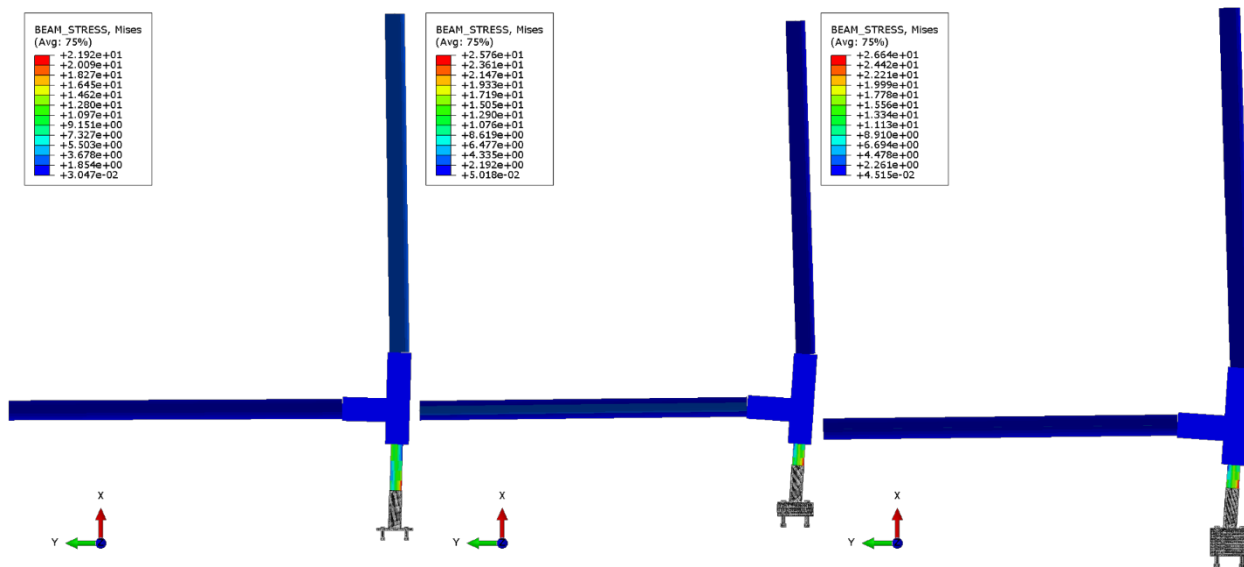 BEAM_STRESS, Mises
(Avg: 75%)
+2.192e+01
+2.009e+01
+1.827e+01
+1.645e+01
+1.462e+01
+1.280e+01
+1.097e+01
+9.151e+00
+7.327e+00
+5.503e+00
+3.678e+00
+1.854e+00
+3.047e-02
X
Y
BEAM_STRESS, Mises
(Avg: 75%)
+2.576e+01
+2.361e+01
+2.147e+01
+1.933e+01
+1.719e+01
+1.505e+01
+1.290e+01
+1.076e+01
+8.619e+00
+6.477e+00
+4.335e+00
+2.192e+00
+5.018e-02
X
Y
BEAM_STRESS, Mises
(Avg: 75%)
+2.664e+01
+2.442e+01
+2.221e+01
+1.999e+01
+1.778e+01
+1.556e+01
+1.334e+01
+1.113e+01
+8.910e+00
+6.694e+00
+4.478e+00
+2.261e+00
+4.515e-02
X
Y